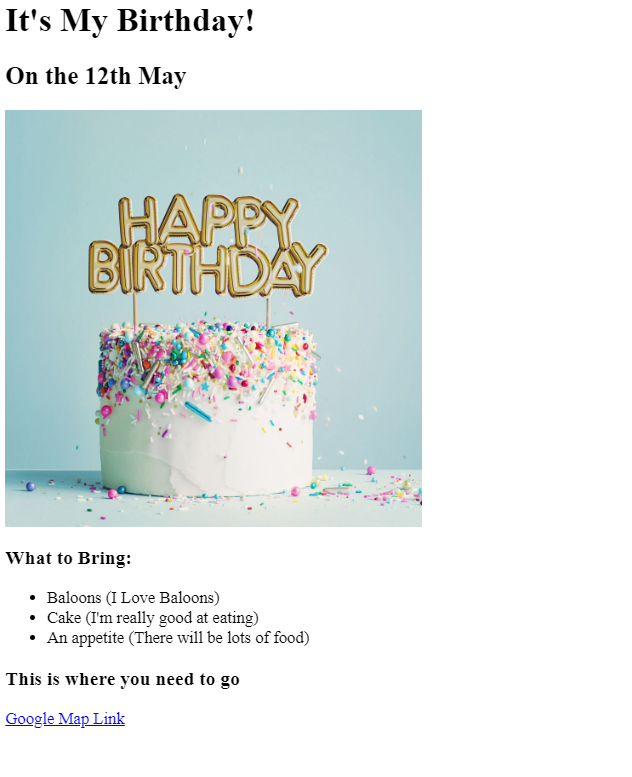 It's My Birthday!
On the 12th May
HAPPY
BIRTHDAY
What to Bring:
Baloons (I Love Baloons)
Cake (I'm really good at eating)
An appetite (There will be lots of food)
This is where you need to go
Google Map Link